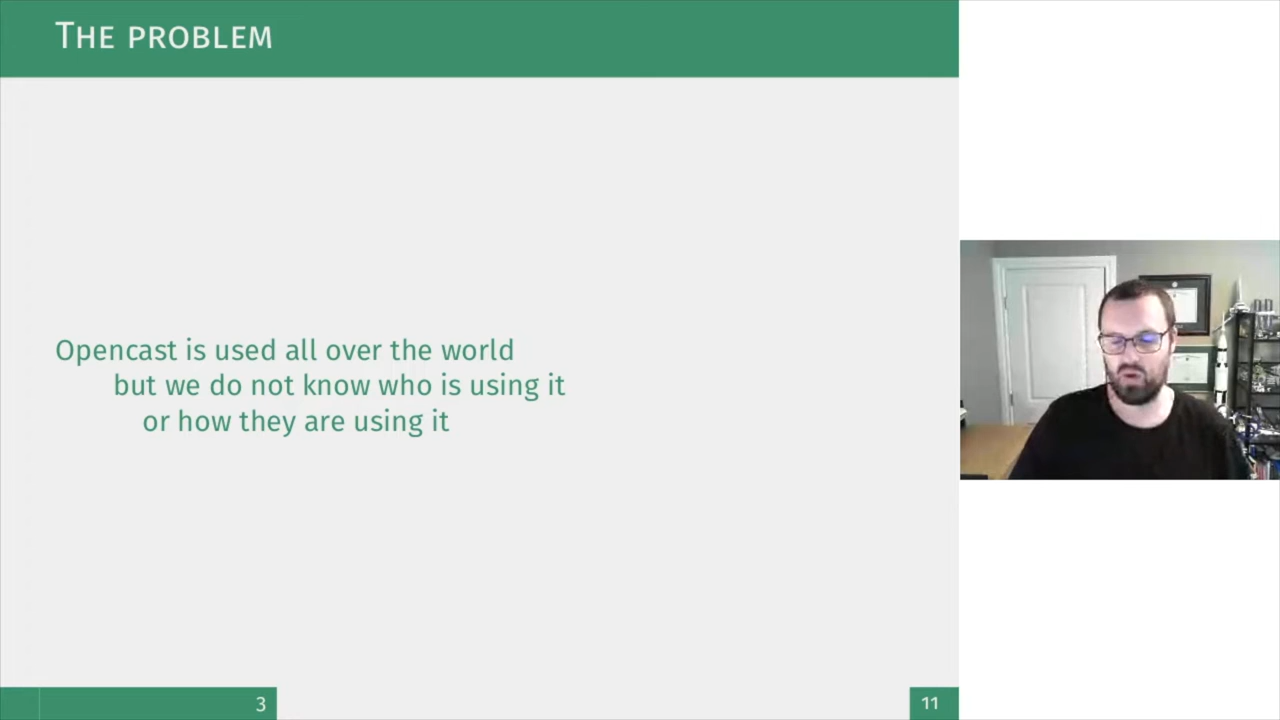 The problem
Opencast is used all over the world
but we do not know who is using it
or how they are using it
3
11